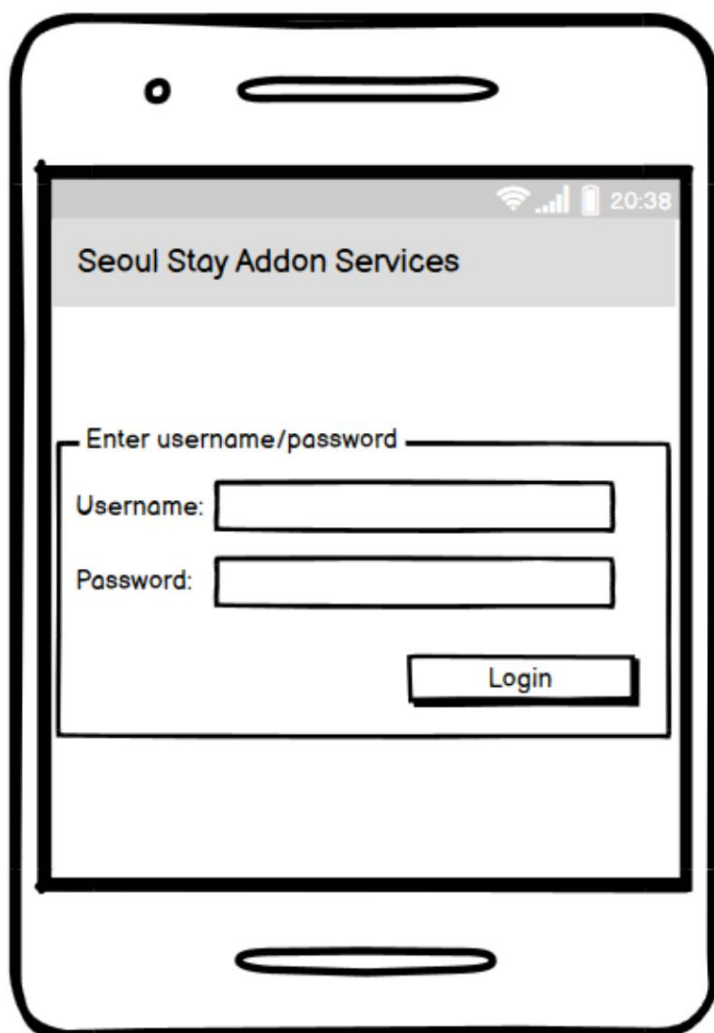 20:38
Seoul Stay Addon Services
Enter username/password
Username:
Password:
Login